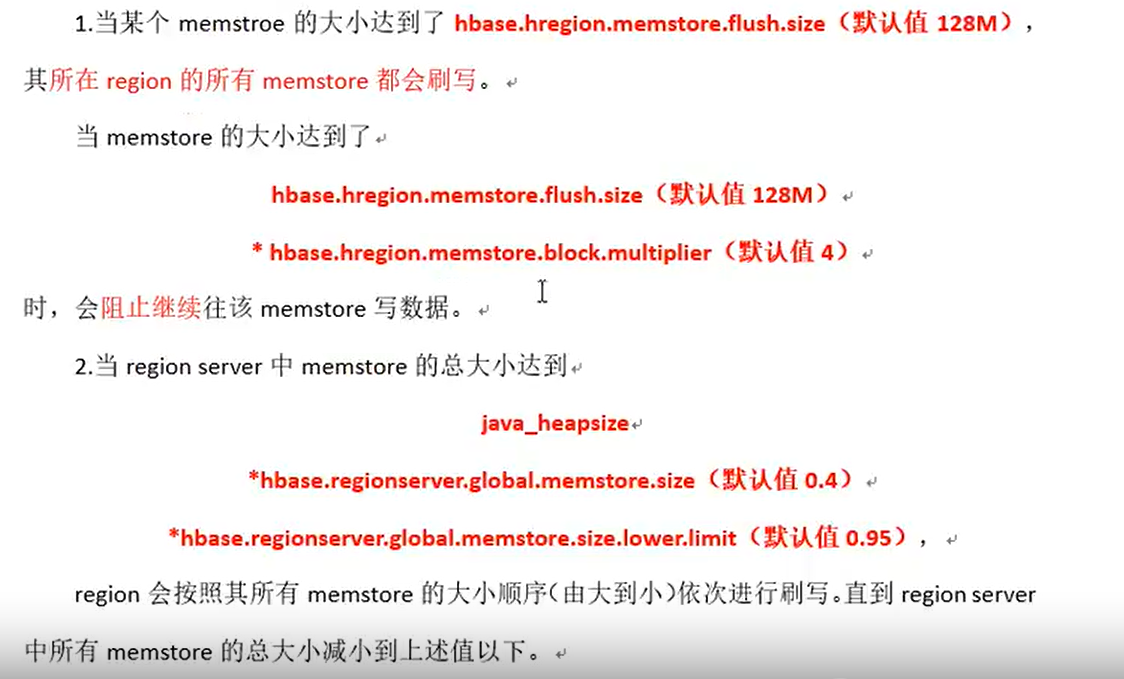 1.当某个 memstroe 的大小达到了 hbase.hregion.memstore.flush.size（默认值 128M），
其所在 region 的所有 memstore 都会刷写。
当 memstore 的大小达到了
hbase.hregion.memstore.flush.size（默认值 128M）
* hbase.hregion.memstore.block.multiplier（默认值 4）
时，会阻止继续往该 memstore 写数据。
2.当 region server 中 memstore 的总大小达到
java_heapsize
*hbase.regionserver.global.memstore.size（默认值 0.4）
*hbase.regionserver.global.memstore.size.lower.limit（默认值 0.95），
region 会按照其所有 memstore 的大小顺序（由大到小）依次进行刷写。直到 region server
中所有 memstore 的总大小减小到上述值以下。